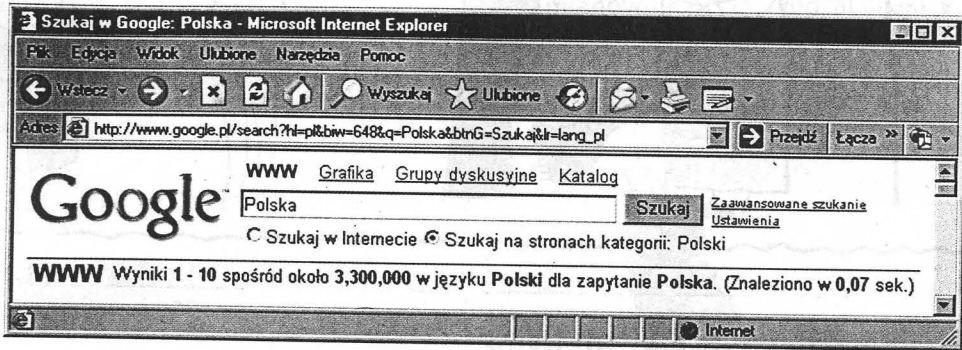 Szukaj w Google: Polska - Microsoft Internet Explorer
Plik Edycja Widok Ulubione Narzędzia Pomoc
Wstecz Wyszukaj Ulubione
Adres http://www.google.pl/search?hl=pl&biw=648&q=Polska&btnG=Szukaj&lr=lang_pl Przejdź Łącza »
WWW Grafika Grupy dyskusyjne Katalog
Google™
Polska Szukaj Zaawansowane szukanie
Ustawienia
Szukaj w Internecie Szukaj na stronach kategorii: Polski
WWW Wyniki 1 - 10 spośród około 3,300,000 w języku Polski dla zapytanie Polska. (Znaleziono w 0,07 sek.)
Internet